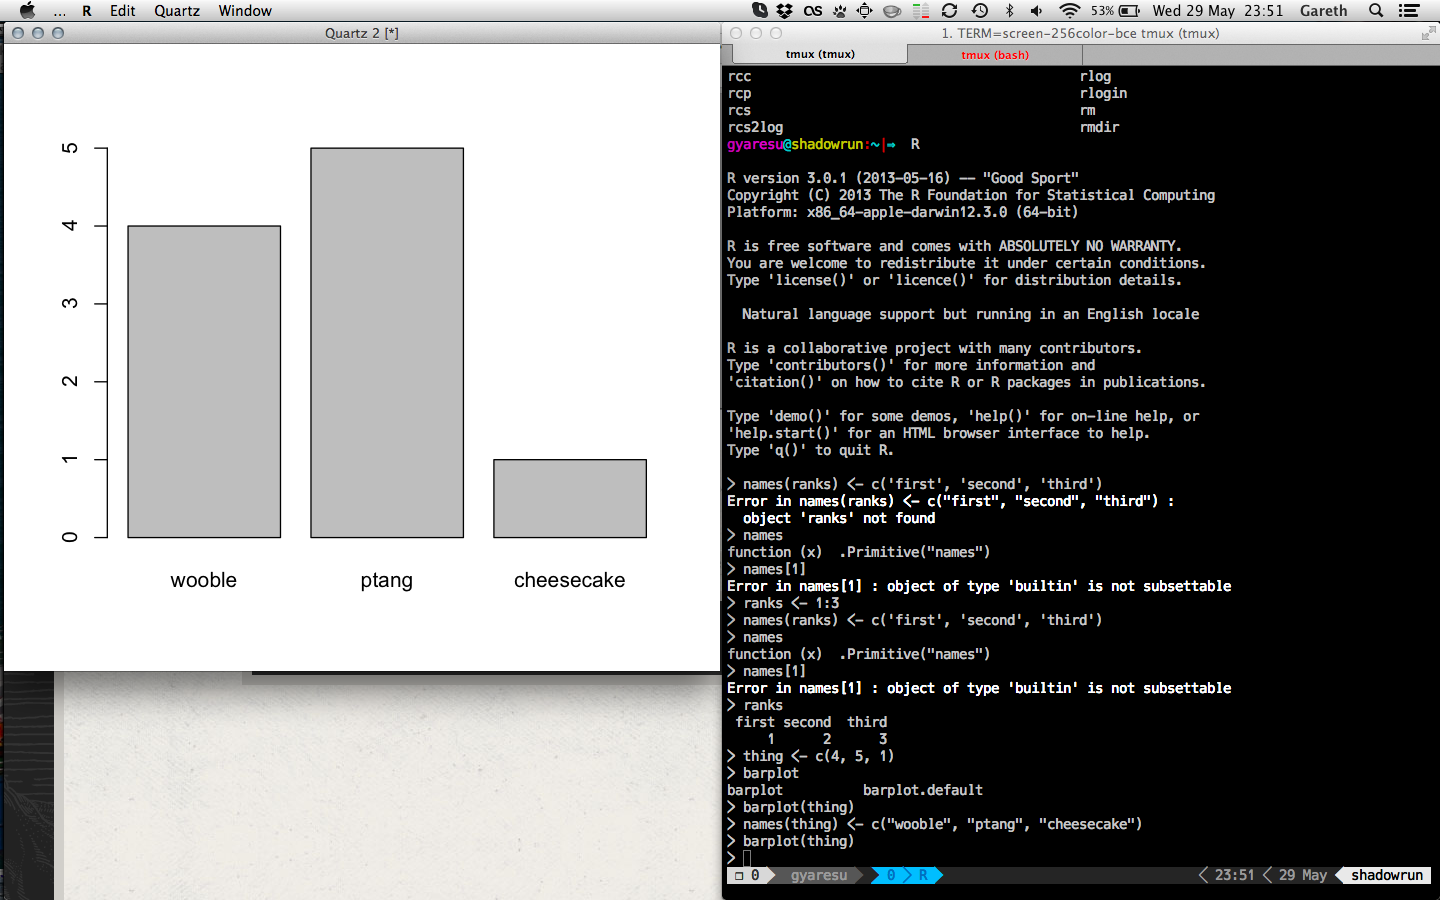 ... R Edit Quartz Window 53% Wed 29 May 23:51 Gareth
Quartz 2 [*]
5
4
3
2
1
0
wooble ptang cheesecake
1. TERM=screen-256color-bce tmux (tmux)
tmux (tmux) tmux (bash)
rcc rlog
rcp rlogin
rcs rm
rcs2log rmdir
gyaresu@shadowrun:~|⇒ R
R version 3.0.1 (2013-05-16) -- "Good Sport"
Copyright (C) 2013 The R Foundation for Statistical Computing
Platform: x86_64-apple-darwin12.3.0 (64-bit)
R is free software and comes with ABSOLUTELY NO WARRANTY.
You are welcome to redistribute it under certain conditions.
Type 'license()' or 'licence()' for distribution details.
Natural language support but running in an English locale
R is a collaborative project with many contributors.
Type 'contributors()' for more information and
'citation()' on how to cite R or R packages in publications.
Type 'demo()' for some demos, 'help()' for on-line help, or
'help.start()' for an HTML browser interface to help.
Type 'q()' to quit R.
> names(ranks) <- c('first', 'second', 'third')
Error in names(ranks) <- c("first", "second", "third") :
object 'ranks' not found
> names
function (x) .Primitive("names")
> names[1]
Error in names[1] : object of type 'builtin' is not subsettable
> ranks <- 1:3
> names(ranks) <- c('first', 'second', 'third')
> names
function (x) .Primitive("names")
> names[1]
Error in names[1] : object of type 'builtin' is not subsettable
> ranks
first second third
1 2 3
> thing <- c(4, 5, 1)
> barplot
barplot barplot.default
> barplot(thing)
> names(thing) <- c("wooble", "ptang", "cheesecake")
> barplot(thing)
>
0 gyaresu 0 R 23:51 29 May shadowrun